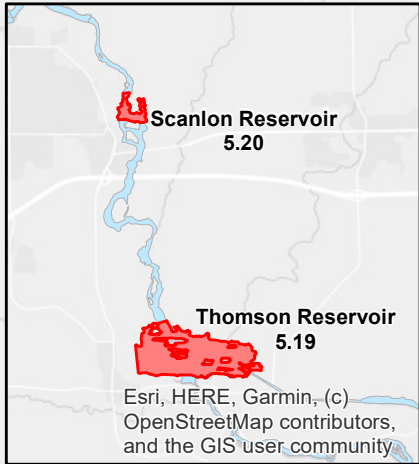 Scanlon Reservoir
5.20
Thomson Reservoir
5.19
Esri, HERE, Garmin, (c)
OpenStreetMap contributors,
and the GIS user community